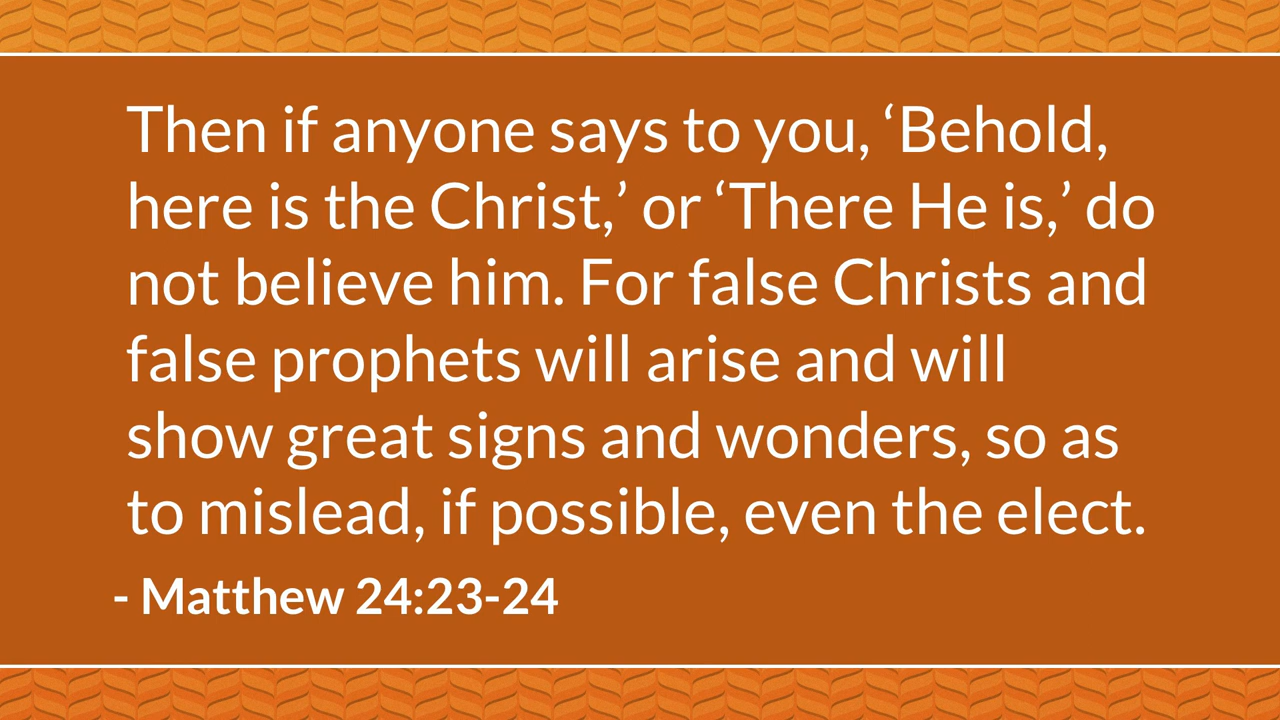 Then if anyone says to you, ‘Behold,
here is the Christ,’ or ‘There He is,’ do
not believe him. For false Christs and
false prophets will arise and will
show great signs and wonders, so as
to mislead, if possible, even the elect.
- Matthew 24:23-24